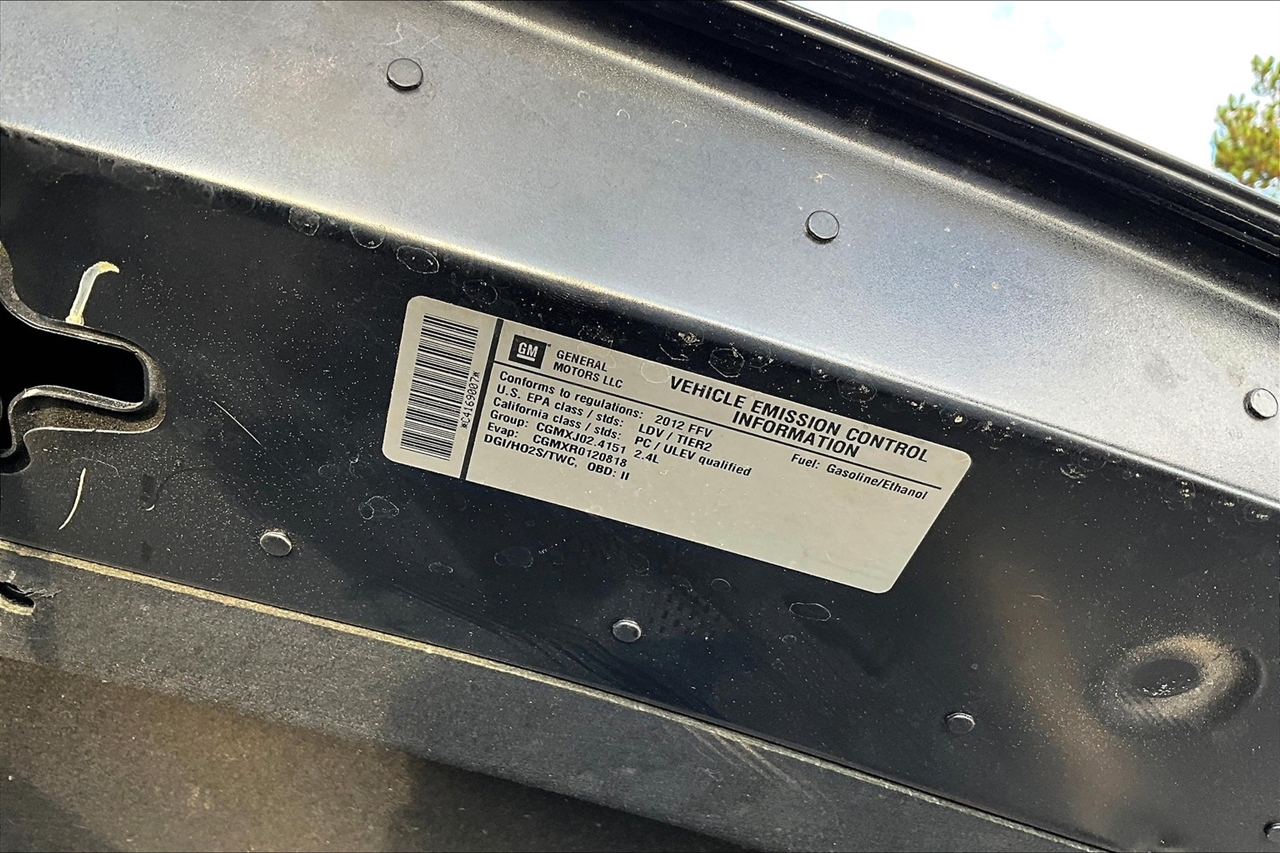 *C4169007*
GM
GENERAL
MOTORS LLC
VEHICLE EMISSION CONTROL
INFORMATION
Conforms to regulations: 2012 FFV
Fuel: Gasoline/Ethanol
U.S. EPA class / stds: LDV / TIER2
California class / stds: PC / ULEV qualified
Group: CGMXJ02.4151 2.4L
Evap: CGMXR0120818
DGI/HO2S/TWC, OBD: II